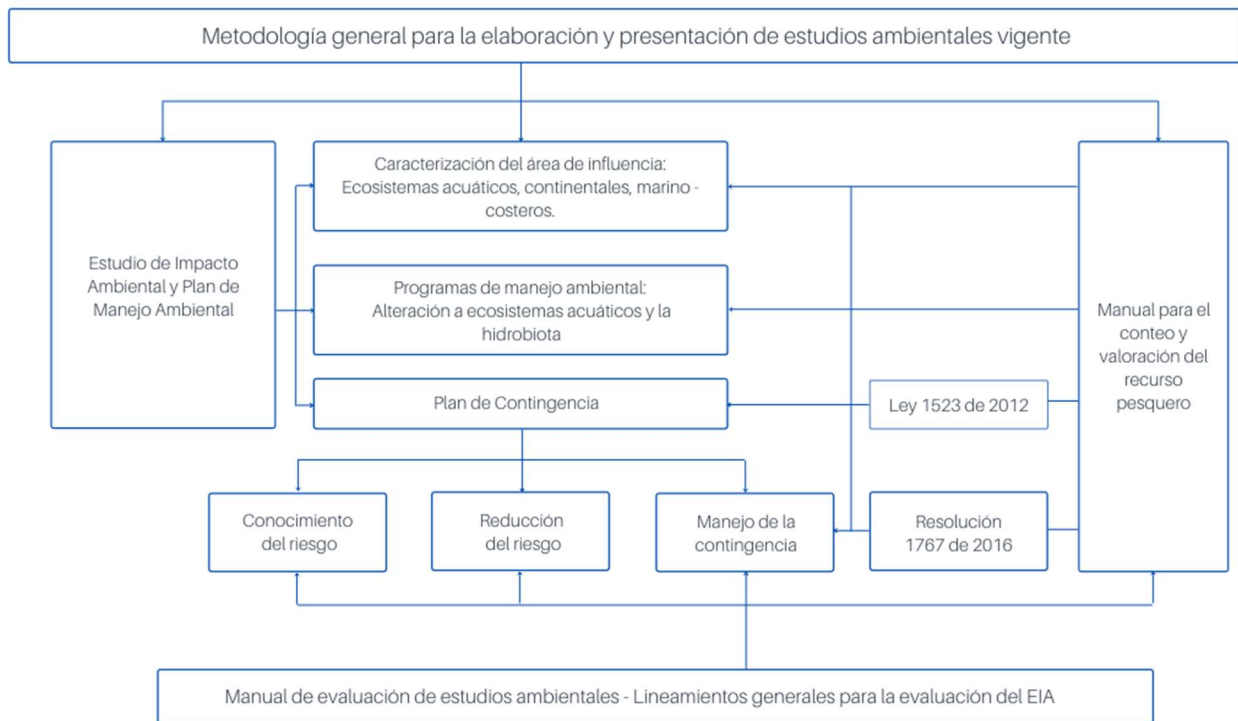 Metodología general para la elaboración y presentación de estudios ambientales vigente
Estudio de Impacto
Ambiental y Plan de
Manejo Ambiental
Caracterización del área de influencia:
Ecosistemas acuáticos, continentales, marino -
costeros.
Programas de manejo ambiental:
Alteración a ecosistemas acuáticos y la
hidrobiota
Plan de Contingencia
Ley 1523 de 2012
Manual para el
conteo y
valoración del
recurso
pesquero
Conocimiento
del riesgo
Reducción
del riesgo
Manejo de la
contingencia
Resolución
1767 de 2016
Manual de evaluación de estudios ambientales - Lineamientos generales para la evaluación del EIA